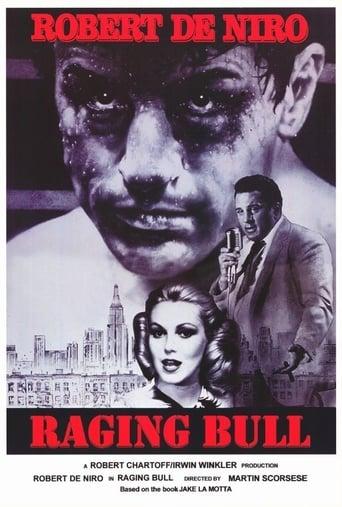 ROBERT DE NIRO
RAGING BULL
A ROBERT CHARTOFF/IRWIN WINKLER PRODUCTION
ROBERT DE NIRO IN RAGING BULL DIRECTED BY MARTIN SCORSESE
Based on the book JAKE LA MOTTA